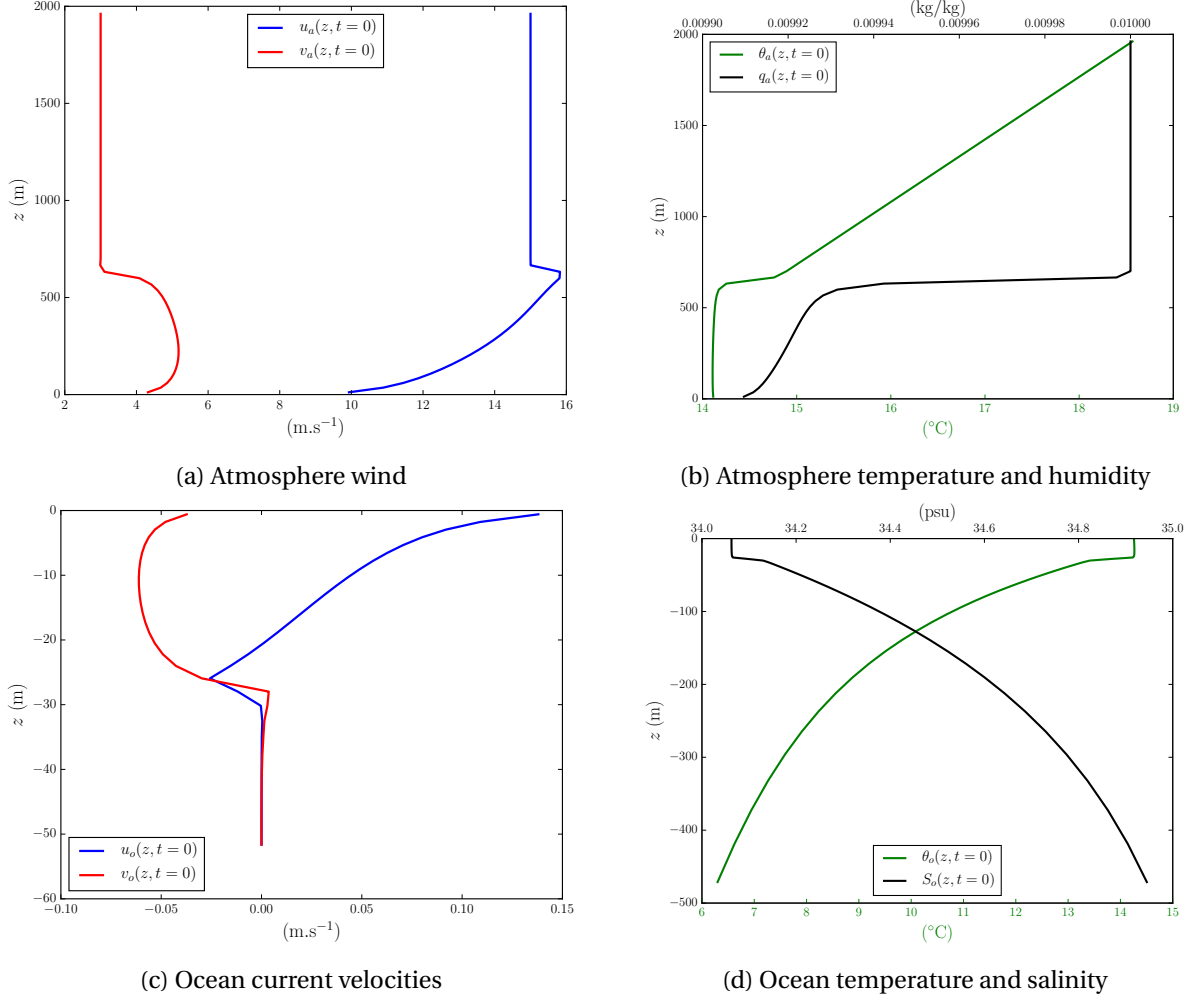 u_a(z, t=0)
v_a(z, t=0)
2000
1500
2000
500
0
z (m)
2 4 6 8 10 12 14 16
(m.s⁻¹)
(a) Atmosphere wind
(kg/kg)
0.00990 0.00992 0.00994 0.00996 0.00998 0.01000
θ_a(z, t=0)
q_a(z, t=0)
2000
1500
2000
500
0
z (m)
14 15 16 17 18 19
(°C)
(b) Atmosphere temperature and humidity
0
−10
−20
−30
−40
−50
−60
z (m)
u_o(z, t=0)
v_o(z, t=0)
−0.10 −0.05 0.00 0.05 0.10 0.15
(m.s⁻¹)
(c) Ocean current velocities
(psu)
34.0 34.2 34.4 34.6 34.8 35.0
0
−100
−200
−300
−400
−500
z (m)
θ_o(z, t=0)
S_o(z, t=0)
6 7 8 9 10 11 12 13 14 15
(°C)
(d) Ocean temperature and salinity